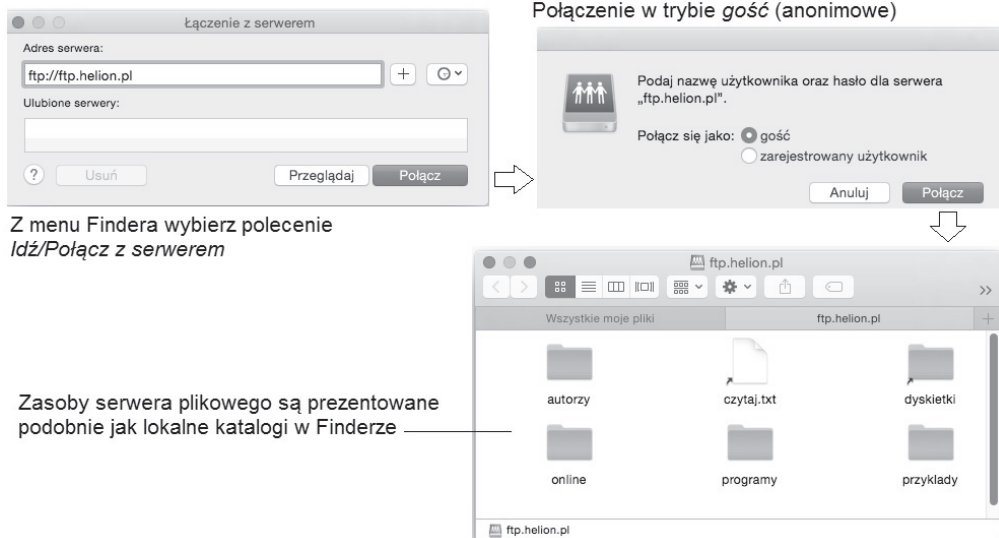 Łączenie z serwerem
Adres serwera:
ftp://ftp.helion.pl
+
Ulubione serwery:
? Usuń Przeglądaj Połącz
Z menu Findera wybierz polecenie
Idź/Połącz z serwerem
Połączenie w trybie gość (anonimowe)
Podaj nazwę użytkownika oraz hasło dla serwera
„ftp.helion.pl”.
Połącz się jako: gość
zarejestrowany użytkownik
Anuluj Połącz
ftp.helion.pl
Wszystkie moje pliki ftp.helion.pl +
autorzy czytaj.txt dyskietki
online programy przyklady
ftp.helion.pl
Zasoby serwera plikowego są prezentowane
podobnie jak lokalne katalogi w Finderze